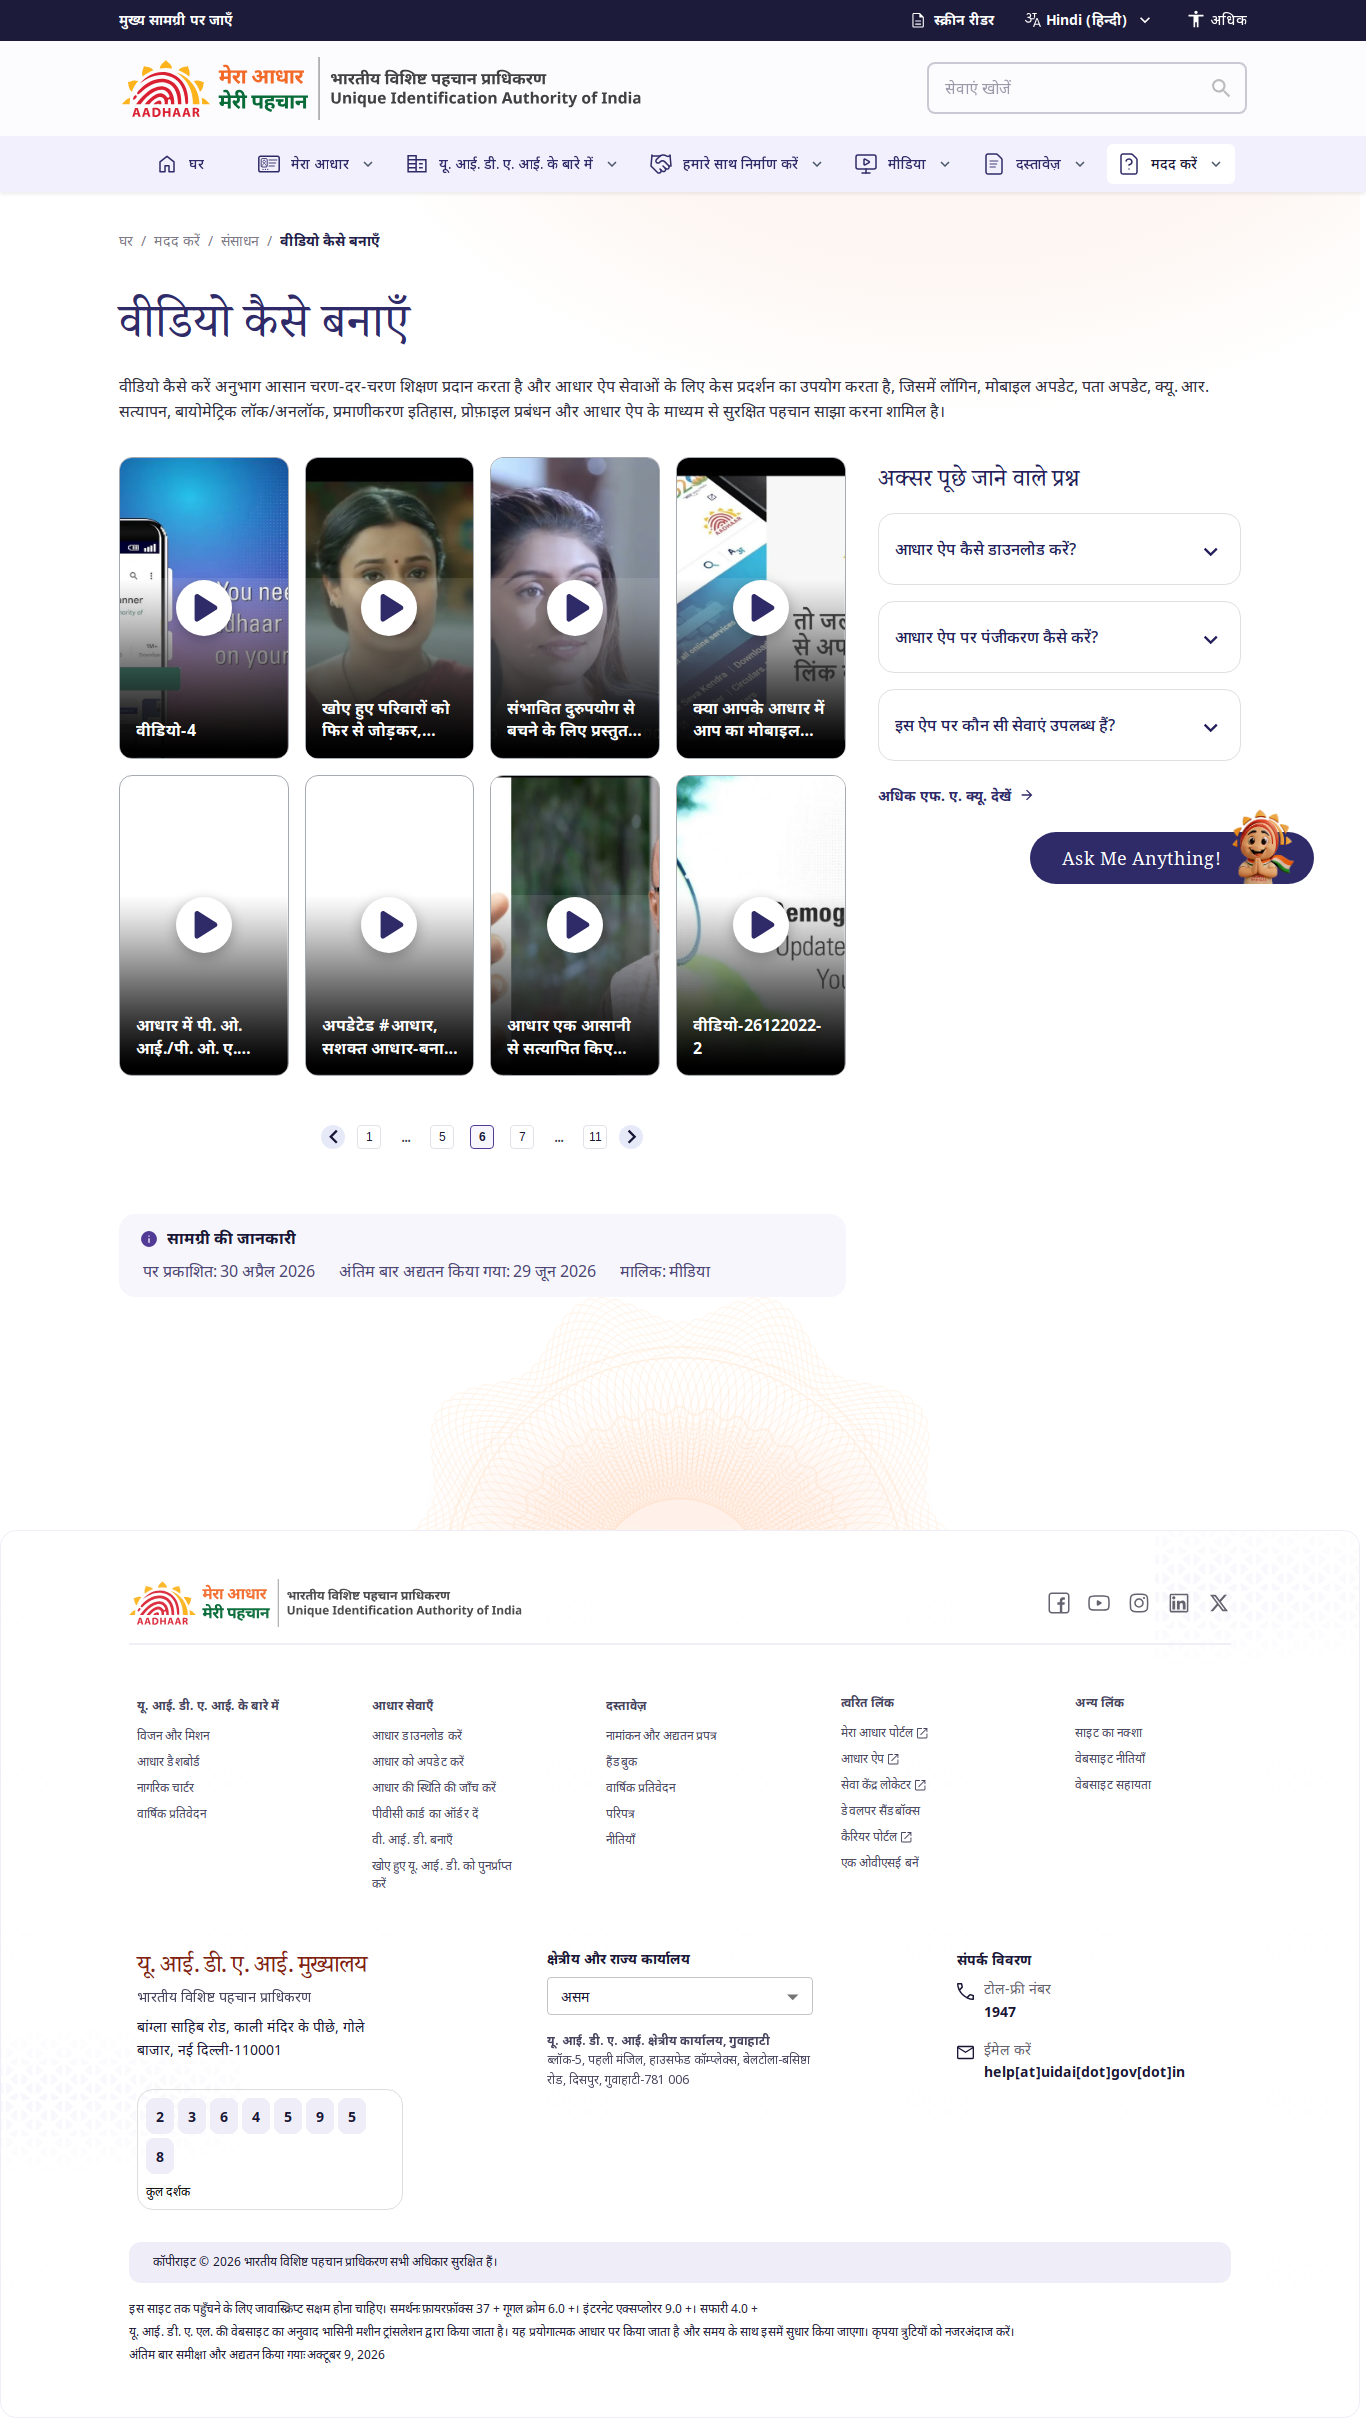 मुख्य सामग्री पर जाएँ
स्क्रीन रीडर
Hindi (हिन्दी)
अधिक
AADHAAR
मेरा आधार
मेरी पहचान
भारतीय विशिष्ट पहचान प्राधिकरण
Unique Identification Authority of India
सेवाएं खोजें
घर
मेरा आधार
यू. आई. डी. ए. आई. के बारे में
हमारे साथ निर्माण करें
मीडिया
दस्तावेज़
मदद करें
घर / मदद करें / संसाधन / वीडियो कैसे बनाएँ
वीडियो कैसे बनाएँ
वीडियो कैसे करें अनुभाग आसान चरण-दर-चरण शिक्षण प्रदान करता है और आधार ऐप सेवाओं के लिए केस प्रदर्शन का उपयोग करता है, जिसमें लॉगिन, मोबाइल अपडेट, पता अपडेट, क्यू. आर.
सत्यापन, बायोमेट्रिक लॉक/अनलॉक, प्रमाणीकरण इतिहास, प्रोफ़ाइल प्रबंधन और आधार ऐप के माध्यम से सुरक्षित पहचान साझा करना शामिल है।
You nee
dhaar
on your
वीडियो-4
खोए हुए परिवारों को
फिर से जोड़कर,...
संभावित दुरुपयोग से
बचने के लिए प्रस्तुत...
AADHAAR
तो जल
से अप
लिंक
क्या आपके आधार में
आप का मोबाइल...
आधार में पी. ओ.
आई./पी. ओ. ए....
अपडेटेड #आधार,
सशक्त आधार-बना...
आधार एक आसानी
से सत्यापित किए...
Demog
Update
You
वीडियो-26122022-
2
अक्सर पूछे जाने वाले प्रश्न
आधार ऐप कैसे डाउनलोड करें?
आधार ऐप पर पंजीकरण कैसे करें?
इस ऐप पर कौन सी सेवाएं उपलब्ध हैं?
अधिक एफ. ए. क्यू. देखें
Ask Me Anything!
1 ... 5 6 7 ... 11
सामग्री की जानकारी
पर प्रकाशित: 30 अप्रैल 2026 अंतिम बार अद्यतन किया गया: 29 जून 2026 मालिक: मीडिया
AADHAAR
मेरा आधार
मेरी पहचान
भारतीय विशिष्ट पहचान प्राधिकरण
Unique Identification Authority of India
यू. आई. डी. ए. आई. के बारे में
विजन और मिशन
आधार डैशबोर्ड
नागरिक चार्टर
वार्षिक प्रतिवेदन
आधार सेवाएँ
आधार डाउनलोड करें
आधार को अपडेट करें
आधार की स्थिति की जाँच करें
पीवीसी कार्ड का ऑर्डर दें
वी. आई. डी. बनाएँ
खोए हुए यू. आई. डी. को पुनर्प्राप्त
करें
दस्तावेज़
नामांकन और अद्यतन प्रपत्र
हैंडबुक
वार्षिक प्रतिवेदन
परिपत्र
नीतियाँ
त्वरित लिंक
मेरा आधार पोर्टल
आधार ऐप
सेवा केंद्र लोकेटर
डेवलपर सैंडबॉक्स
कैरियर पोर्टल
एक ओवीएसई बनें
अन्य लिंक
साइट का नक्शा
वेबसाइट नीतियाँ
वेबसाइट सहायता
यू. आई. डी. ए. आई. मुख्यालय
भारतीय विशिष्ट पहचान प्राधिकरण
बांग्ला साहिब रोड, काली मंदिर के पीछे, गोले
बाजार, नई दिल्ली-110001
2 3 6 4 5 9 5
8
कुल दर्शक
क्षेत्रीय और राज्य कार्यालय
असम
यू. आई. डी. ए. आई. क्षेत्रीय कार्यालय, गुवाहाटी
ब्लॉक-5, पहली मंजिल, हाउसफेड कॉम्प्लेक्स, बेलटोला-बसिष्ठा
रोड, दिसपुर, गुवाहाटी-781 006
संपर्क विवरण
टोल-फ्री नंबर
1947
ईमेल करें
help[at]uidai[dot]gov[dot]in
कॉपीराइट © 2026 भारतीय विशिष्ट पहचान प्राधिकरण सभी अधिकार सुरक्षित हैं।
इस साइट तक पहुँचने के लिए जावास्क्रिप्ट सक्षम होना चाहिए। समर्थनः फ़ायरफ़ॉक्स 37 + गूगल क्रोम 6.0 +। इंटरनेट एक्सप्लोरर 9.0 +। सफारी 4.0 +
यू. आई. डी. ए. एल. की वेबसाइट का अनुवाद भासिनी मशीन ट्रांसलेशन द्वारा किया जाता है। यह प्रयोगात्मक आधार पर किया जाता है और समय के साथ इसमें सुधार किया जाएगा। कृपया त्रुटियों को नजरअंदाज करें।
अंतिम बार समीक्षा और अद्यतन किया गयाः अक्टूबर 9, 2026